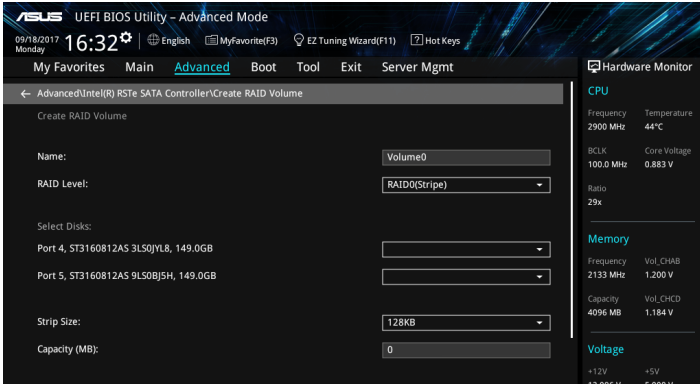 ASUS UEFI BIOS Utility – Advanced Mode
09/18/2017 Monday 16:32 English MyFavorite(F3) EZ Tuning Wizard(F11) ? Hot Keys
My Favorites Main Advanced Boot Tool Exit Server Mgmt
Hardware Monitor
← Advanced\Intel(R) RSTe SATA Controller\Create RAID Volume
Create RAID Volume
Name: Volume0
RAID Level: RAID0(Stripe)
Select Disks:
Port 4, ST3160812AS 3LS0JYL8, 149.0GB
Port 5, ST3160812AS 9LS0BJ5H, 149.0GB
Strip Size: 128KB
Capacity (MB): 0
CPU
Frequency Temperature
2900 MHz 44°C
BCLK Core Voltage
100.0 MHz 0.883 V
Ratio
29x
Memory
Frequency Vol_CHAB
2133 MHz 1.200 V
Capacity Vol_CHCD
4096 MB 1.184 V
Voltage
+12V +5V